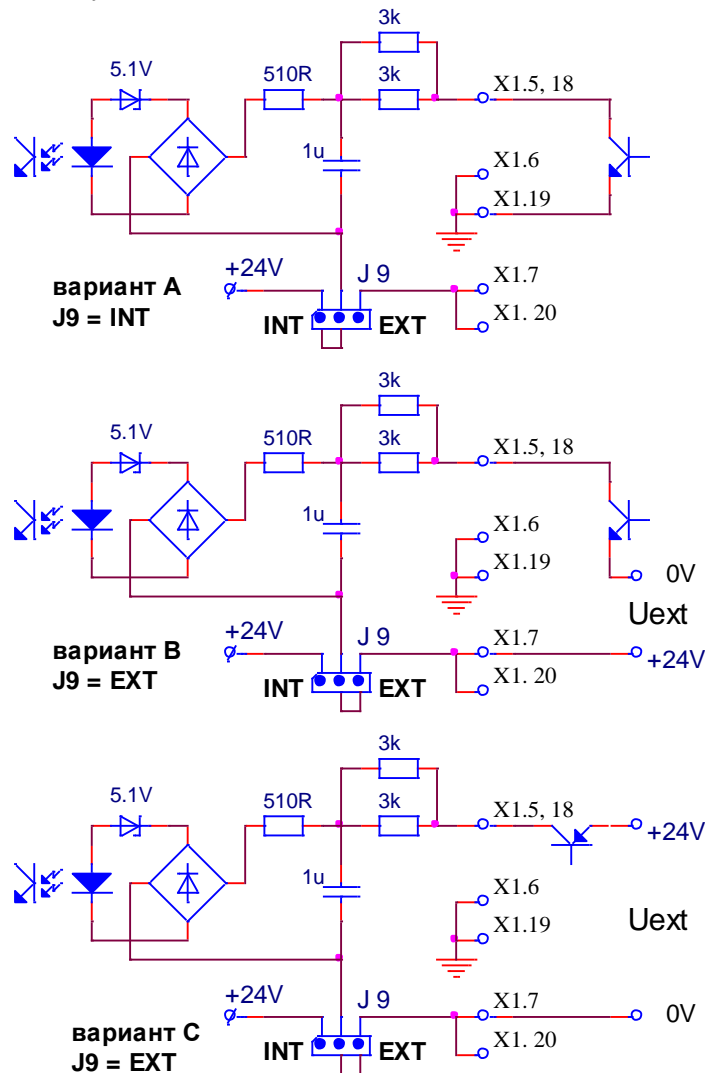 3k
5.1V
510R
3k
X1.5, 18
1u
X1.6
X1.19
+24V
J 9
X1.7
вариант A
J9 = INT
INT
EXT
X1. 20
3k
5.1V
510R
3k
X1.5, 18
1u
X1.6
X1.19
0V
Uext
+24V
J 9
X1.7
+24V
вариант B
J9 = EXT
INT
EXT
X1. 20
3k
5.1V
510R
3k
X1.5, 18
+24V
1u
X1.6
X1.19
Uext
+24V
J 9
X1.7
0V
вариант C
J9 = EXT
INT
EXT
X1. 20